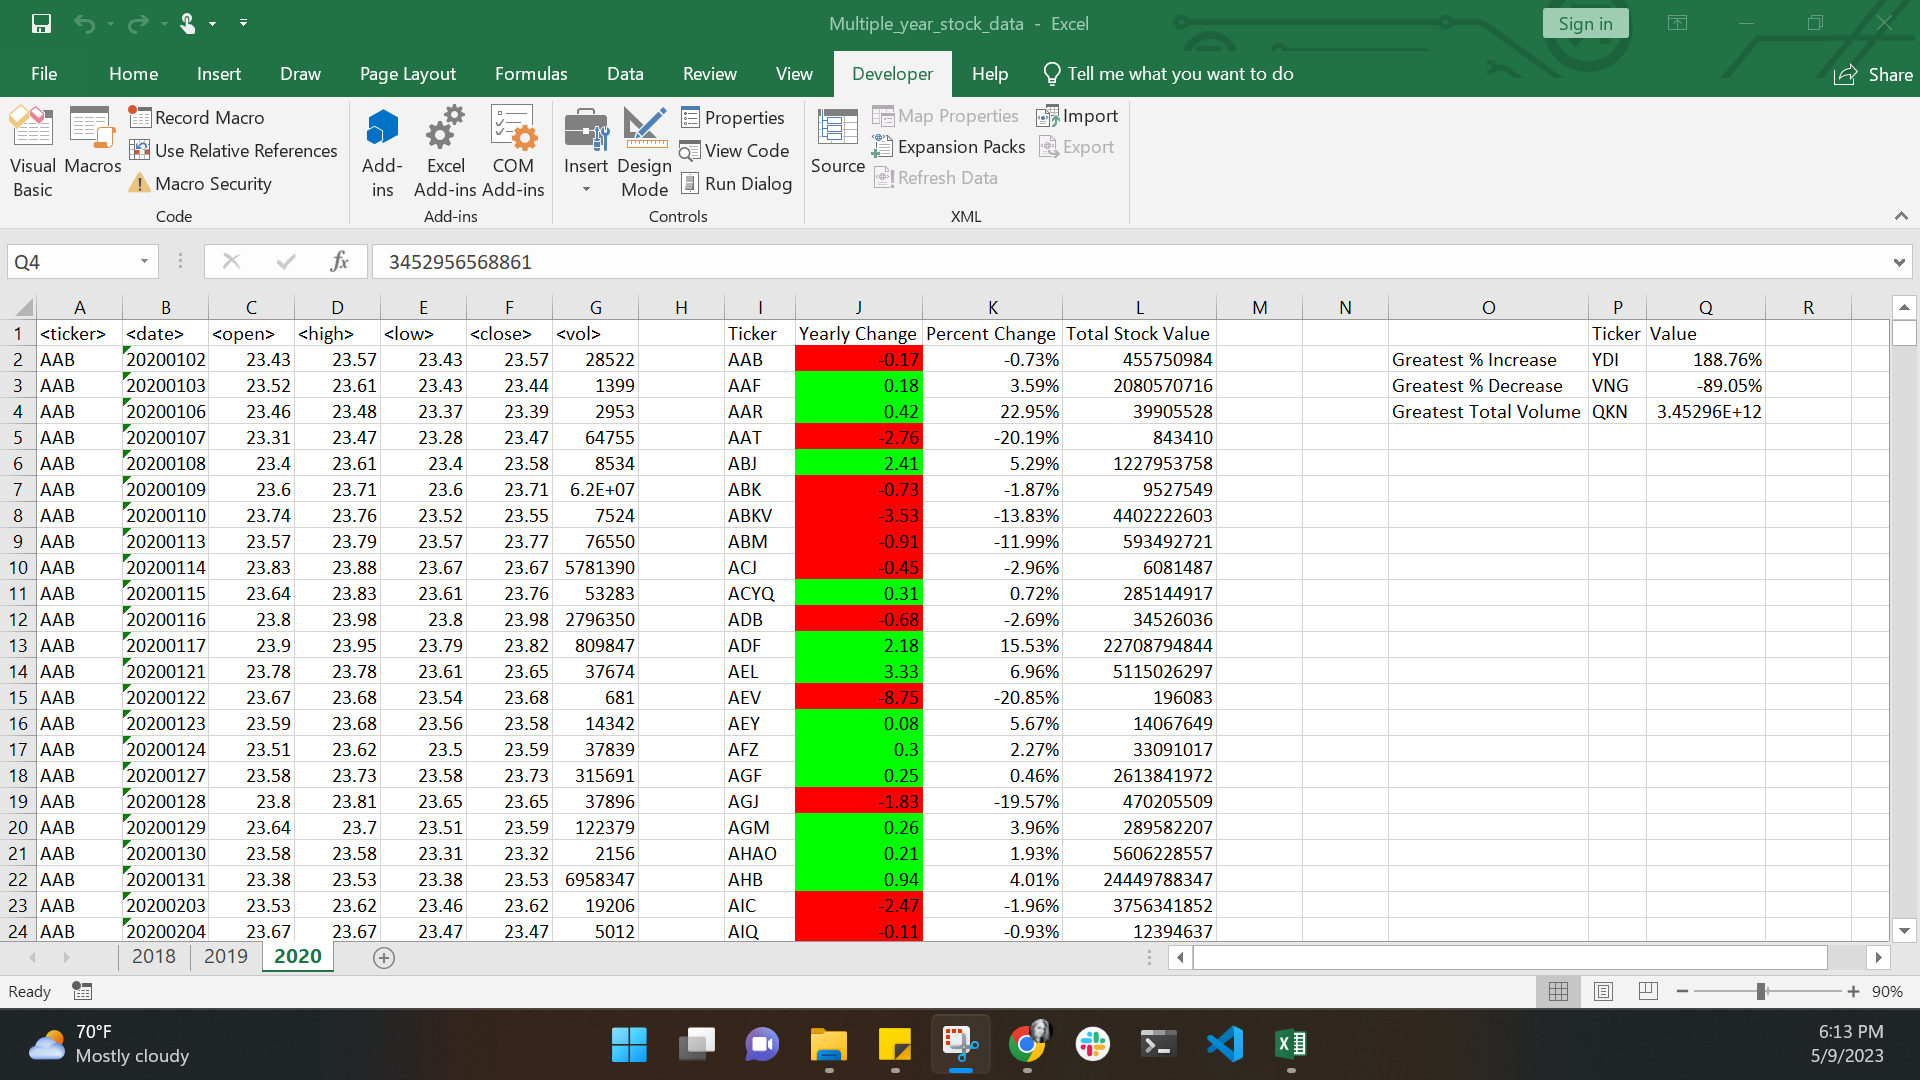 Multiple_year_stock_data - Excel
Sign in
File Home Insert Draw Page Layout Formulas Data Review View Developer Help Tell me what you want to do Share
Visual Basic
Macros
Record Macro
Use Relative References
Macro Security
Code
Add-ins
Excel Add-ins
COM Add-ins
Add-ins
Insert
Design Mode
Properties
View Code
Run Dialog
Controls
Source
Map Properties
Expansion Packs
Refresh Data
Import
Export
XML
Q4 fx 3452956568861
A B C D E F G H I J K L M N O P Q R
1 <ticker> <date> <open> <high> <low> <close> <vol> Ticker Yearly Change Percent Change Total Stock Value Ticker Value
2 AAB 20200102 23.43 23.57 23.43 23.57 28522 AAB -0.17 -0.73% 455750984 Greatest % Increase YDI 188.76%
3 AAB 20200103 23.52 23.61 23.43 23.44 1399 AAF 0.18 3.59% 2080570716 Greatest % Decrease VNG -89.05%
4 AAB 20200106 23.46 23.48 23.37 23.39 2953 AAR 0.42 22.95% 39905528 Greatest Total Volume QKN 3.45296E+12
5 AAB 20200107 23.31 23.47 23.28 23.47 64755 AAT -2.76 -20.19% 843410
6 AAB 20200108 23.4 23.61 23.4 23.58 8534 ABJ 2.41 5.29% 1227953758
7 AAB 20200109 23.6 23.71 23.6 23.71 6.2E+07 ABK -0.73 -1.87% 9527549
8 AAB 20200110 23.74 23.76 23.52 23.55 7524 ABKV -3.53 -13.83% 4402222603
9 AAB 20200113 23.57 23.79 23.57 23.77 76550 ABM -0.91 -11.99% 593492721
10 AAB 20200114 23.83 23.88 23.67 23.67 5781390 ACJ -0.45 -2.96% 6081487
11 AAB 20200115 23.64 23.83 23.61 23.76 53283 ACYQ 0.31 0.72% 285144917
12 AAB 20200116 23.8 23.98 23.8 23.98 2796350 ADB -0.68 -2.69% 34526036
13 AAB 20200117 23.9 23.95 23.79 23.82 809847 ADF 2.18 15.53% 22708794844
14 AAB 20200121 23.78 23.78 23.61 23.65 37674 AEL 3.33 6.96% 5115026297
15 AAB 20200122 23.67 23.68 23.54 23.68 681 AEV -8.75 -20.85% 196083
16 AAB 20200123 23.59 23.68 23.56 23.58 14342 AEY 0.08 5.67% 14067649
17 AAB 20200124 23.51 23.62 23.5 23.59 37839 AFZ 0.3 2.27% 33091017
18 AAB 20200127 23.58 23.73 23.58 23.73 315691 AGF 0.25 0.46% 2613841972
19 AAB 20200128 23.8 23.81 23.65 23.65 37896 AGJ -1.83 -19.57% 470205509
20 AAB 20200129 23.64 23.7 23.51 23.59 122379 AGM 0.26 3.96% 289582207
21 AAB 20200130 23.58 23.58 23.31 23.32 2156 AHAO 0.21 1.93% 5606228557
22 AAB 20200131 23.38 23.53 23.38 23.53 6958347 AHB 0.94 4.01% 24449788347
23 AAB 20200203 23.53 23.62 23.46 23.62 19206 AIC -2.47 -1.96% 3756341852
24 AAB 20200204 23.67 23.67 23.47 23.47 5012 AIQ -0.11 -0.93% 12394637
2018 2019 2020
Ready 90%
70°F
Mostly cloudy
6:13 PM
5/9/2023